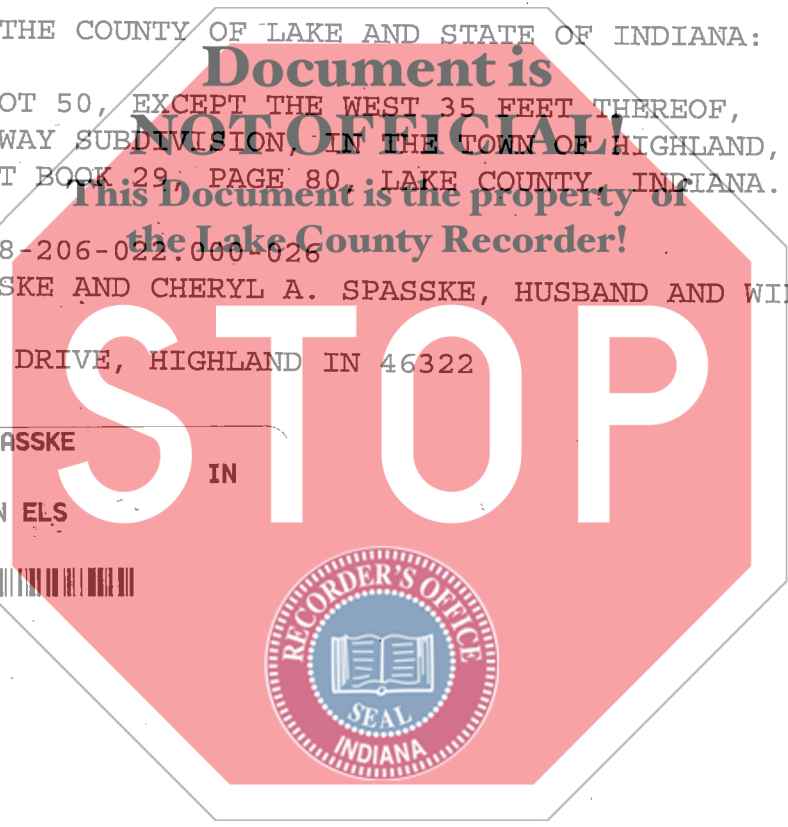 THE COUNTY OF LAKE AND STATE OF INDIANA:
Document is
OT 50, EXCEPT THE WEST 35 FEET THEREOF,
NOT OFFICIAL!
WAY SUBDIVISION, IN THE TOWN OF HIGHLAND,
T BOOK 29, PAGE 80, LAKE COUNTY, INDIANA.
This Document is the property of
the Lake County Recorder!
8-206-022.000-026
SKE AND CHERYL A. SPASSKE, HUSBAND AND WI
STOP
DRIVE, HIGHLAND IN 46322
ASSKE
IN
N ELS
RECORDER'S OFFICE
SEAL
INDIANA